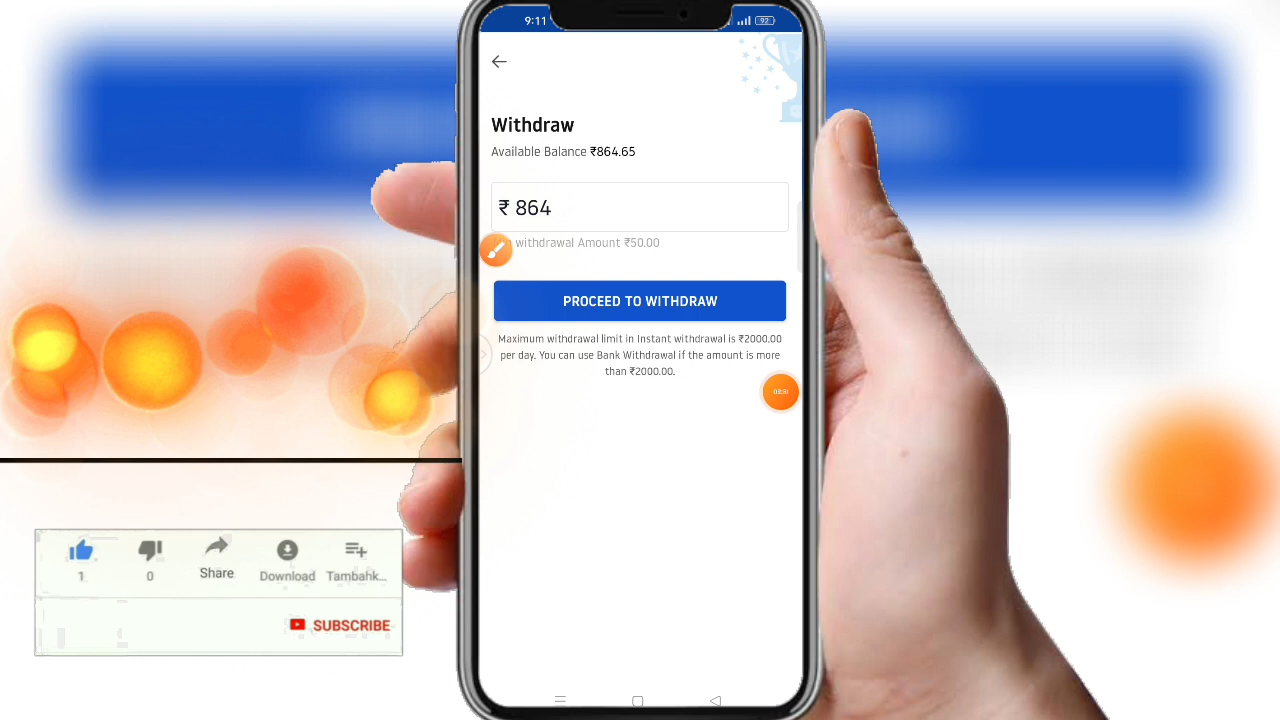 9:11
92
Withdraw
Available Balance ₹864.65
₹ 864
withdrawal Amount ₹50.00
PROCEED TO WITHDRAW
Maximum withdrawal limit in Instant withdrawal is ₹2000.00
per day. You can use Bank Withdrawal if the amount is more
than ₹2000.00.
1
0
Share
Download
Tambahk...
SUBSCRIBE